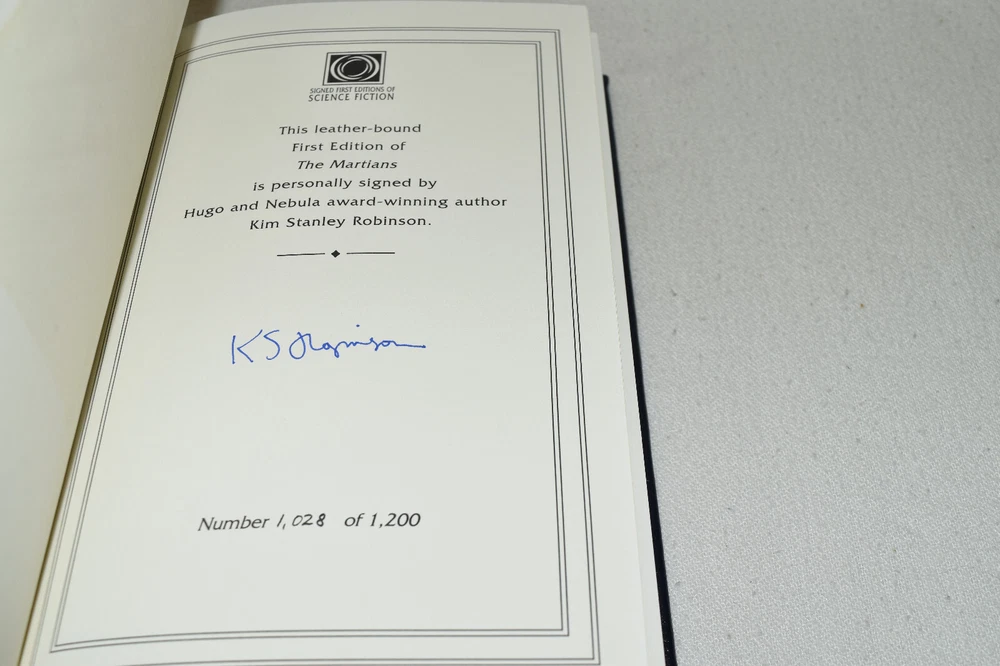 SIGNED FIRST EDITIONS OF
SCIENCE FICTION
This leather-bound
First Edition of
The Martians
is personally signed by
Hugo and Nebula award-winning author
Kim Stanley Robinson.
K S Robinson
Number 1,028 of 1,200